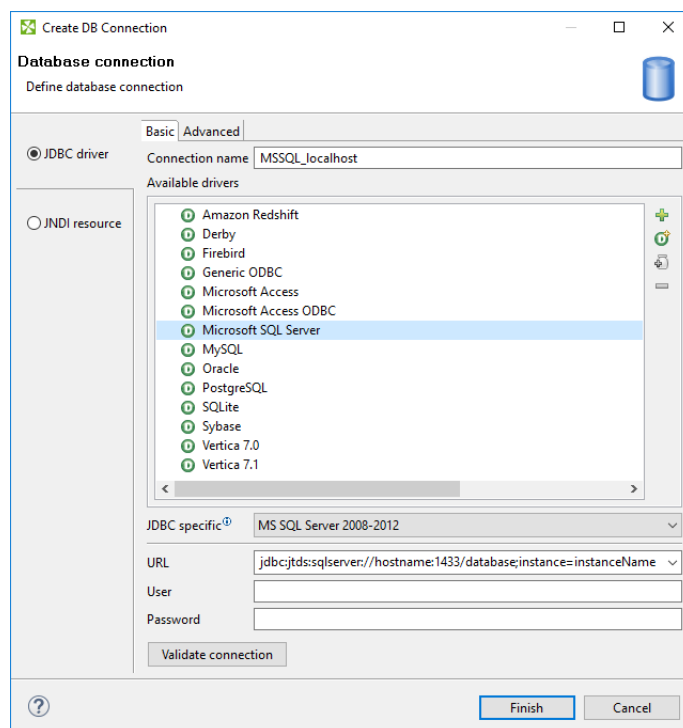 Create DB Connection
Database connection
Define database connection
JDBC driver
JNDI resource
Basic Advanced
Connection name MSSQL_localhost
Available drivers
Amazon Redshift
Derby
Firebird
Generic ODBC
Microsoft Access
Microsoft Access ODBC
Microsoft SQL Server
MySQL
Oracle
PostgreSQL
SQLite
Sybase
Vertica 7.0
Vertica 7.1
JDBC specific MS SQL Server 2008-2012
URL jdbc:jtds:sqlserver://hostname:1433/database;instance=instanceName
User
Password
Validate connection
Finish Cancel